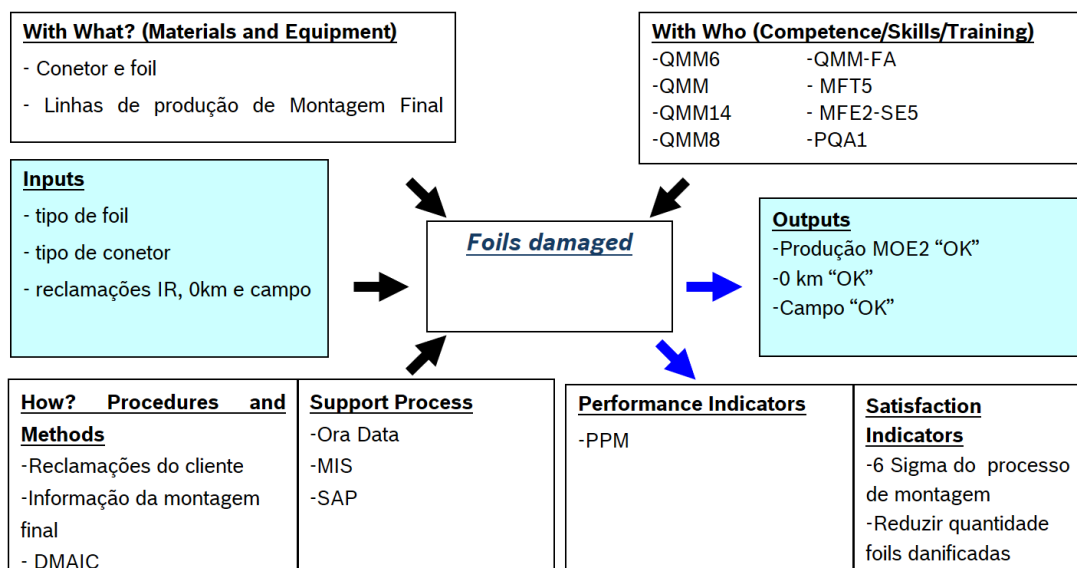 With What? (Materials and Equipment)
- Conetor e foil
- Linhas de produção de Montagem Final
With Who (Competence/Skills/Training)
-QMM6 -QMM-FA
-QMM - MFT5
-QMM14 - MFE2-SE5
-QMM8 -PQA1
Inputs
- tipo de foil
- tipo de conetor
- reclamações IR, 0km e campo
Foils damaged
Outputs
-Produção MOE2 “OK”
-0 km “OK”
-Campo “OK”
How? Procedures and
Methods
-Reclamações do cliente
-Informação da montagem
final
- DMAIC
Support Process
-Ora Data
-MIS
-SAP
Performance Indicators
-PPM
Satisfaction
Indicators
-6 Sigma do processo
de montagem
-Reduzir quantidade
foils danificadas